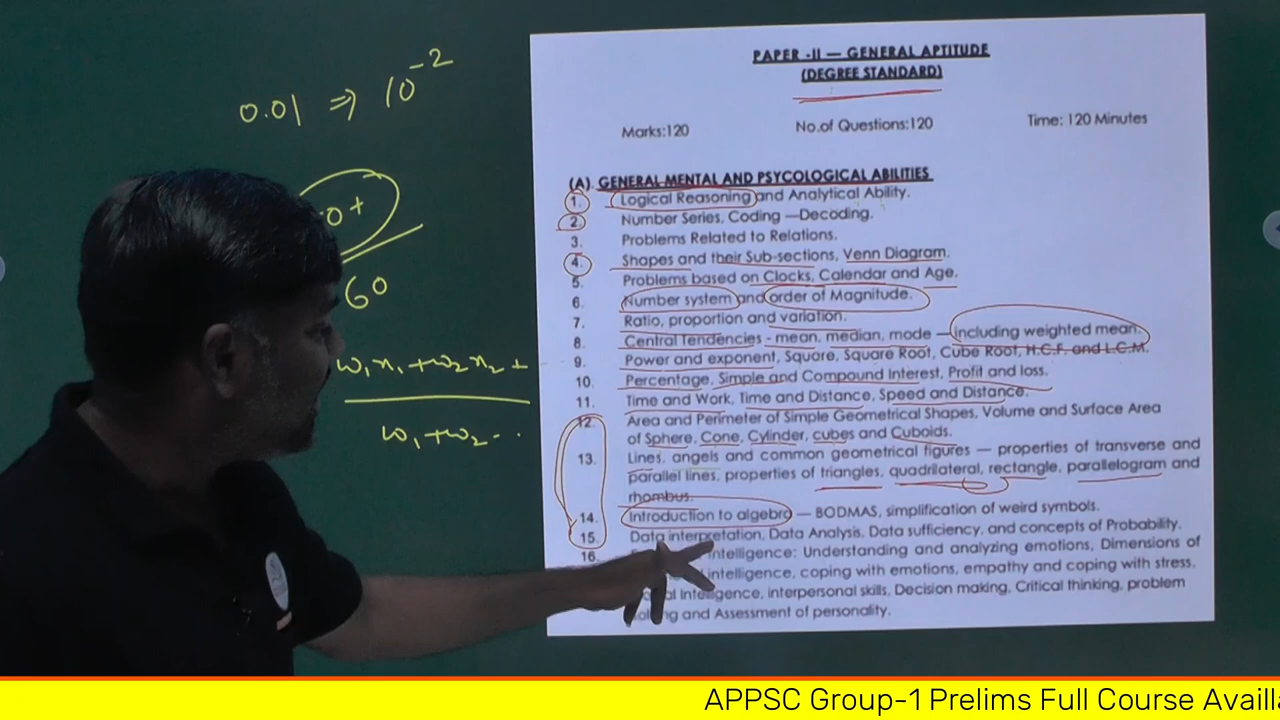 0.01 ⇒ 10⁻²
0+
60
w₁x₁+w₂x₂+
w₁+w₂--
PAPER -II — GENERAL APTITUDE
(DEGREE STANDARD)
Marks:120 No.of Questions:120 Time: 120 Minutes
(A) GENERAL MENTAL AND PSYCOLOGICAL ABILITIES
1. Logical Reasoning and Analytical Ability.
2. Number Series, Coding —Decoding.
3. Problems Related to Relations.
4. Shapes and their Sub-sections, Venn Diagram.
5. Problems based on Clocks, Calendar and Age.
6. Number system and order of Magnitude.
7. Ratio, proportion and variation.
8. Central Tendencies - mean, median, mode — including weighted mean.
9. Power and exponent, Square, Square Root, Cube Root, H.C.F. and L.C.M.
10. Percentage, Simple and Compound Interest, Profit and loss.
11. Time and Work, Time and Distance, Speed and Distance.
12. Area and Perimeter of Simple Geometrical Shapes, Volume and Surface Area
of Sphere, Cone, Cylinder, cubes and Cuboids.
13. Lines, angels and common geometrical figures — properties of transverse and
parallel lines, properties of triangles, quadrilateral, rectangle, parallelogram and
rhombus.
14. Introduction to algebra — BODMAS, simplification of weird symbols.
15. Data interpretation, Data Analysis, Data sufficiency, and concepts of Probability.
16. Intelligence: Understanding and analyzing emotions, Dimensions of
intelligence, coping with emotions, empathy and coping with stress.
Intelligence, interpersonal skills, Decision making, Critical thinking, problem
and Assessment of personality.
APPSC Group-1 Prelims Full Course Availla